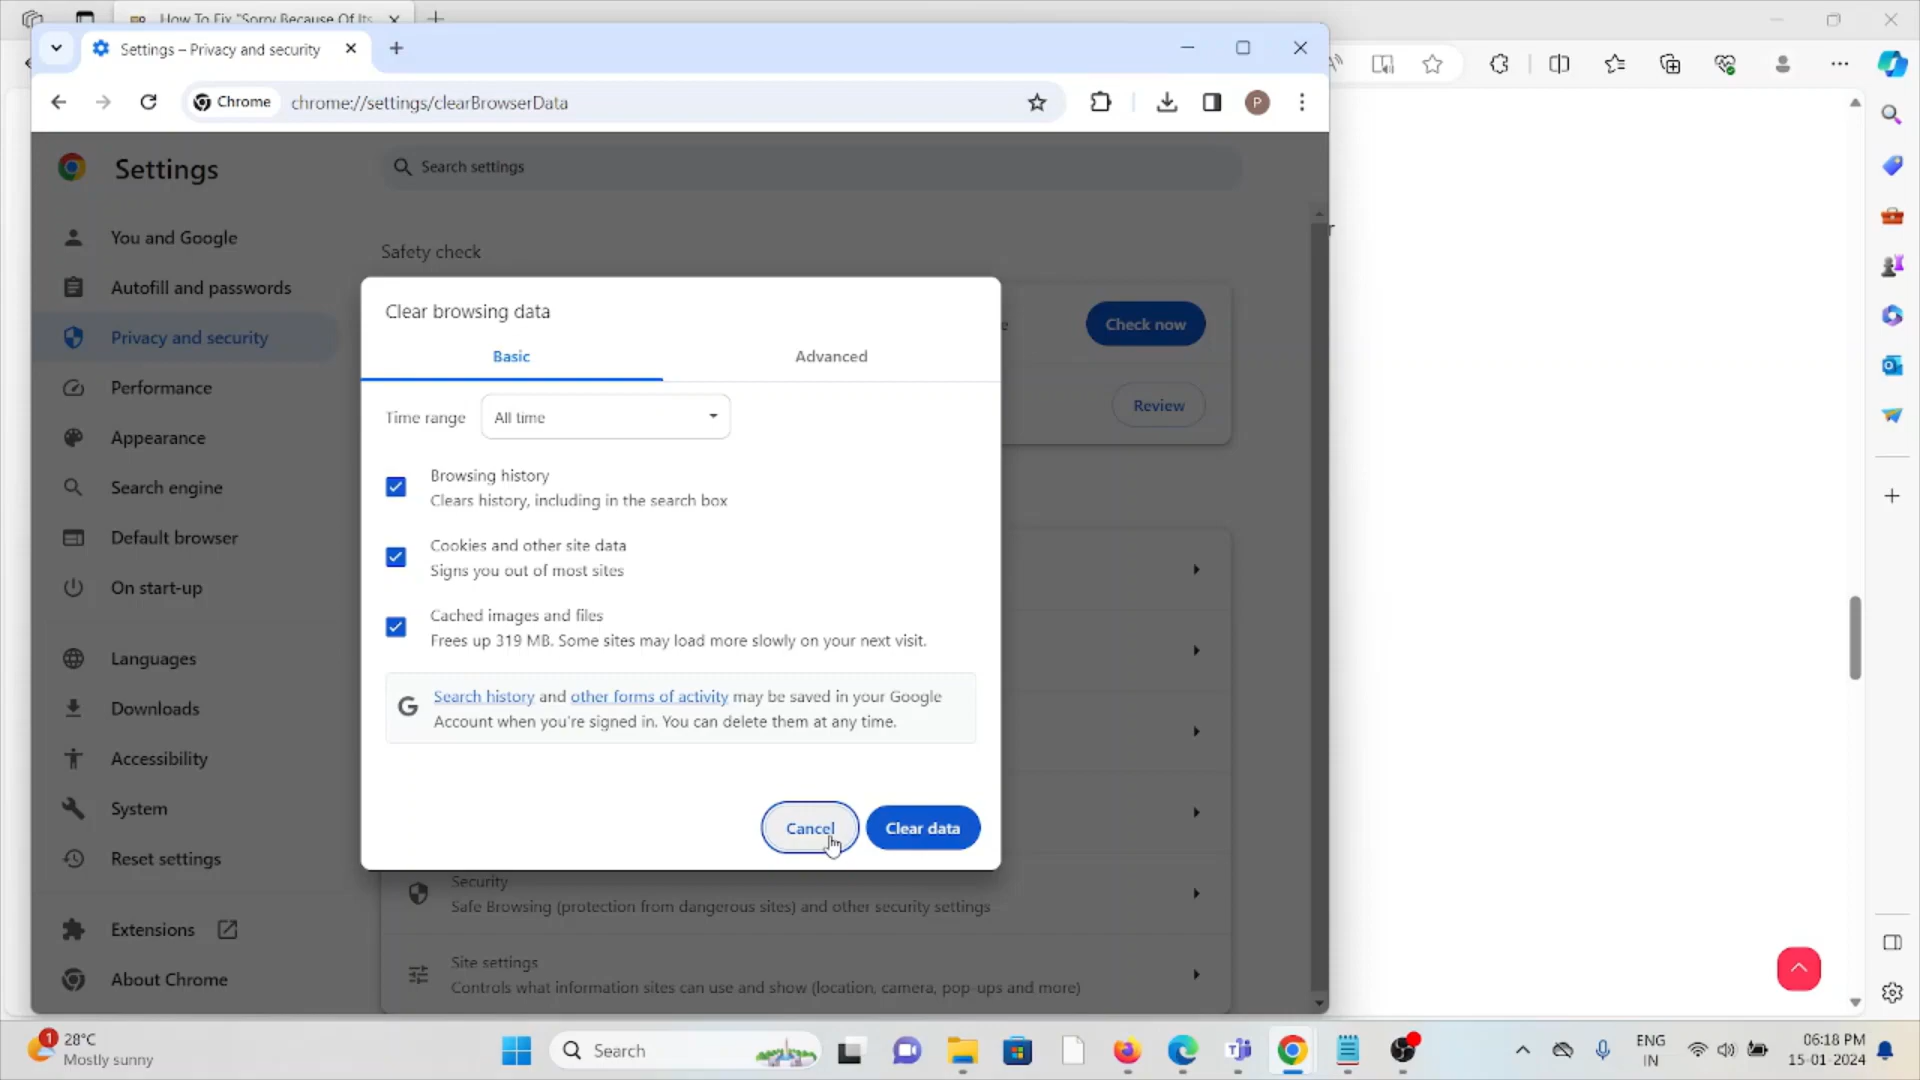 How To Fix "Sorry Because Of Its
Settings – Privacy and security
Chrome
chrome://settings/clearBrowserData
P
Settings
Search settings
You and Google
Autofill and passwords
Privacy and security
Performance
Appearance
Search engine
Default browser
On start-up
Languages
Downloads
Accessibility
System
Reset settings
Extensions
About Chrome
Safety check
Check now
Review
Clear browsing data
Basic
Advanced
Time range
All time
Browsing history
Clears history, including in the search box
Cookies and other site data
Signs you out of most sites
Cached images and files
Frees up 319 MB. Some sites may load more slowly on your next visit.
G
Search history and other forms of activity may be saved in your Google
Account when you're signed in. You can delete them at any time.
Cancel
Clear data
Security
Safe Browsing (protection from dangerous sites) and other security settings
Site settings
Controls what information sites can use and show (location, camera, pop-ups and more)
1
28°C
Mostly sunny
Search
ENG
IN
06:18 PM
15-01-2024